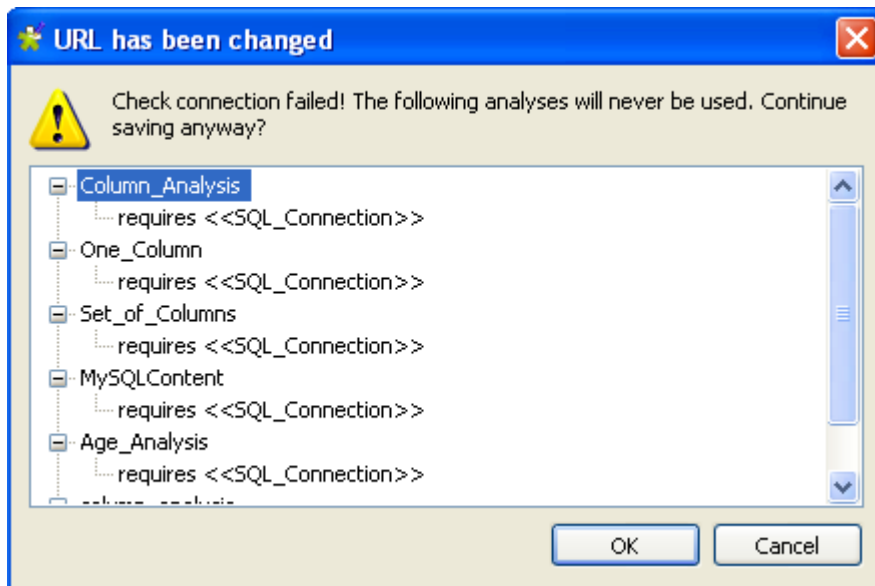 URL has been changed
Check connection failed! The following analyses will never be used. Continue
saving anyway?
Column_Analysis
requires <<SQL_Connection>>
One_Column
requires <<SQL_Connection>>
Set_of_Columns
requires <<SQL_Connection>>
MySQLContent
requires <<SQL_Connection>>
Age_Analysis
requires <<SQL_Connection>>
OK Cancel